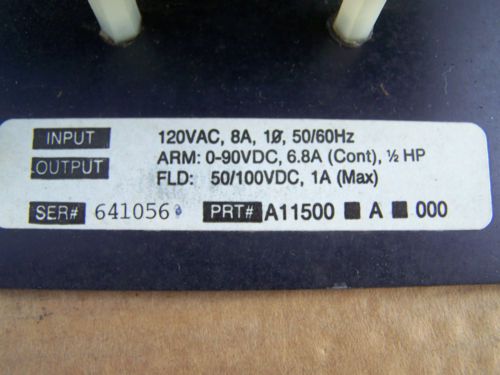 INPUT 120VAC, 8A, 1Ø, 50/60Hz
OUTPUT ARM: 0-90VDC, 6.8A (Cont), ½ HP
FLD: 50/100VDC, 1A (Max)
SER# 641056 PRT# A11500 ■ A ■ 000